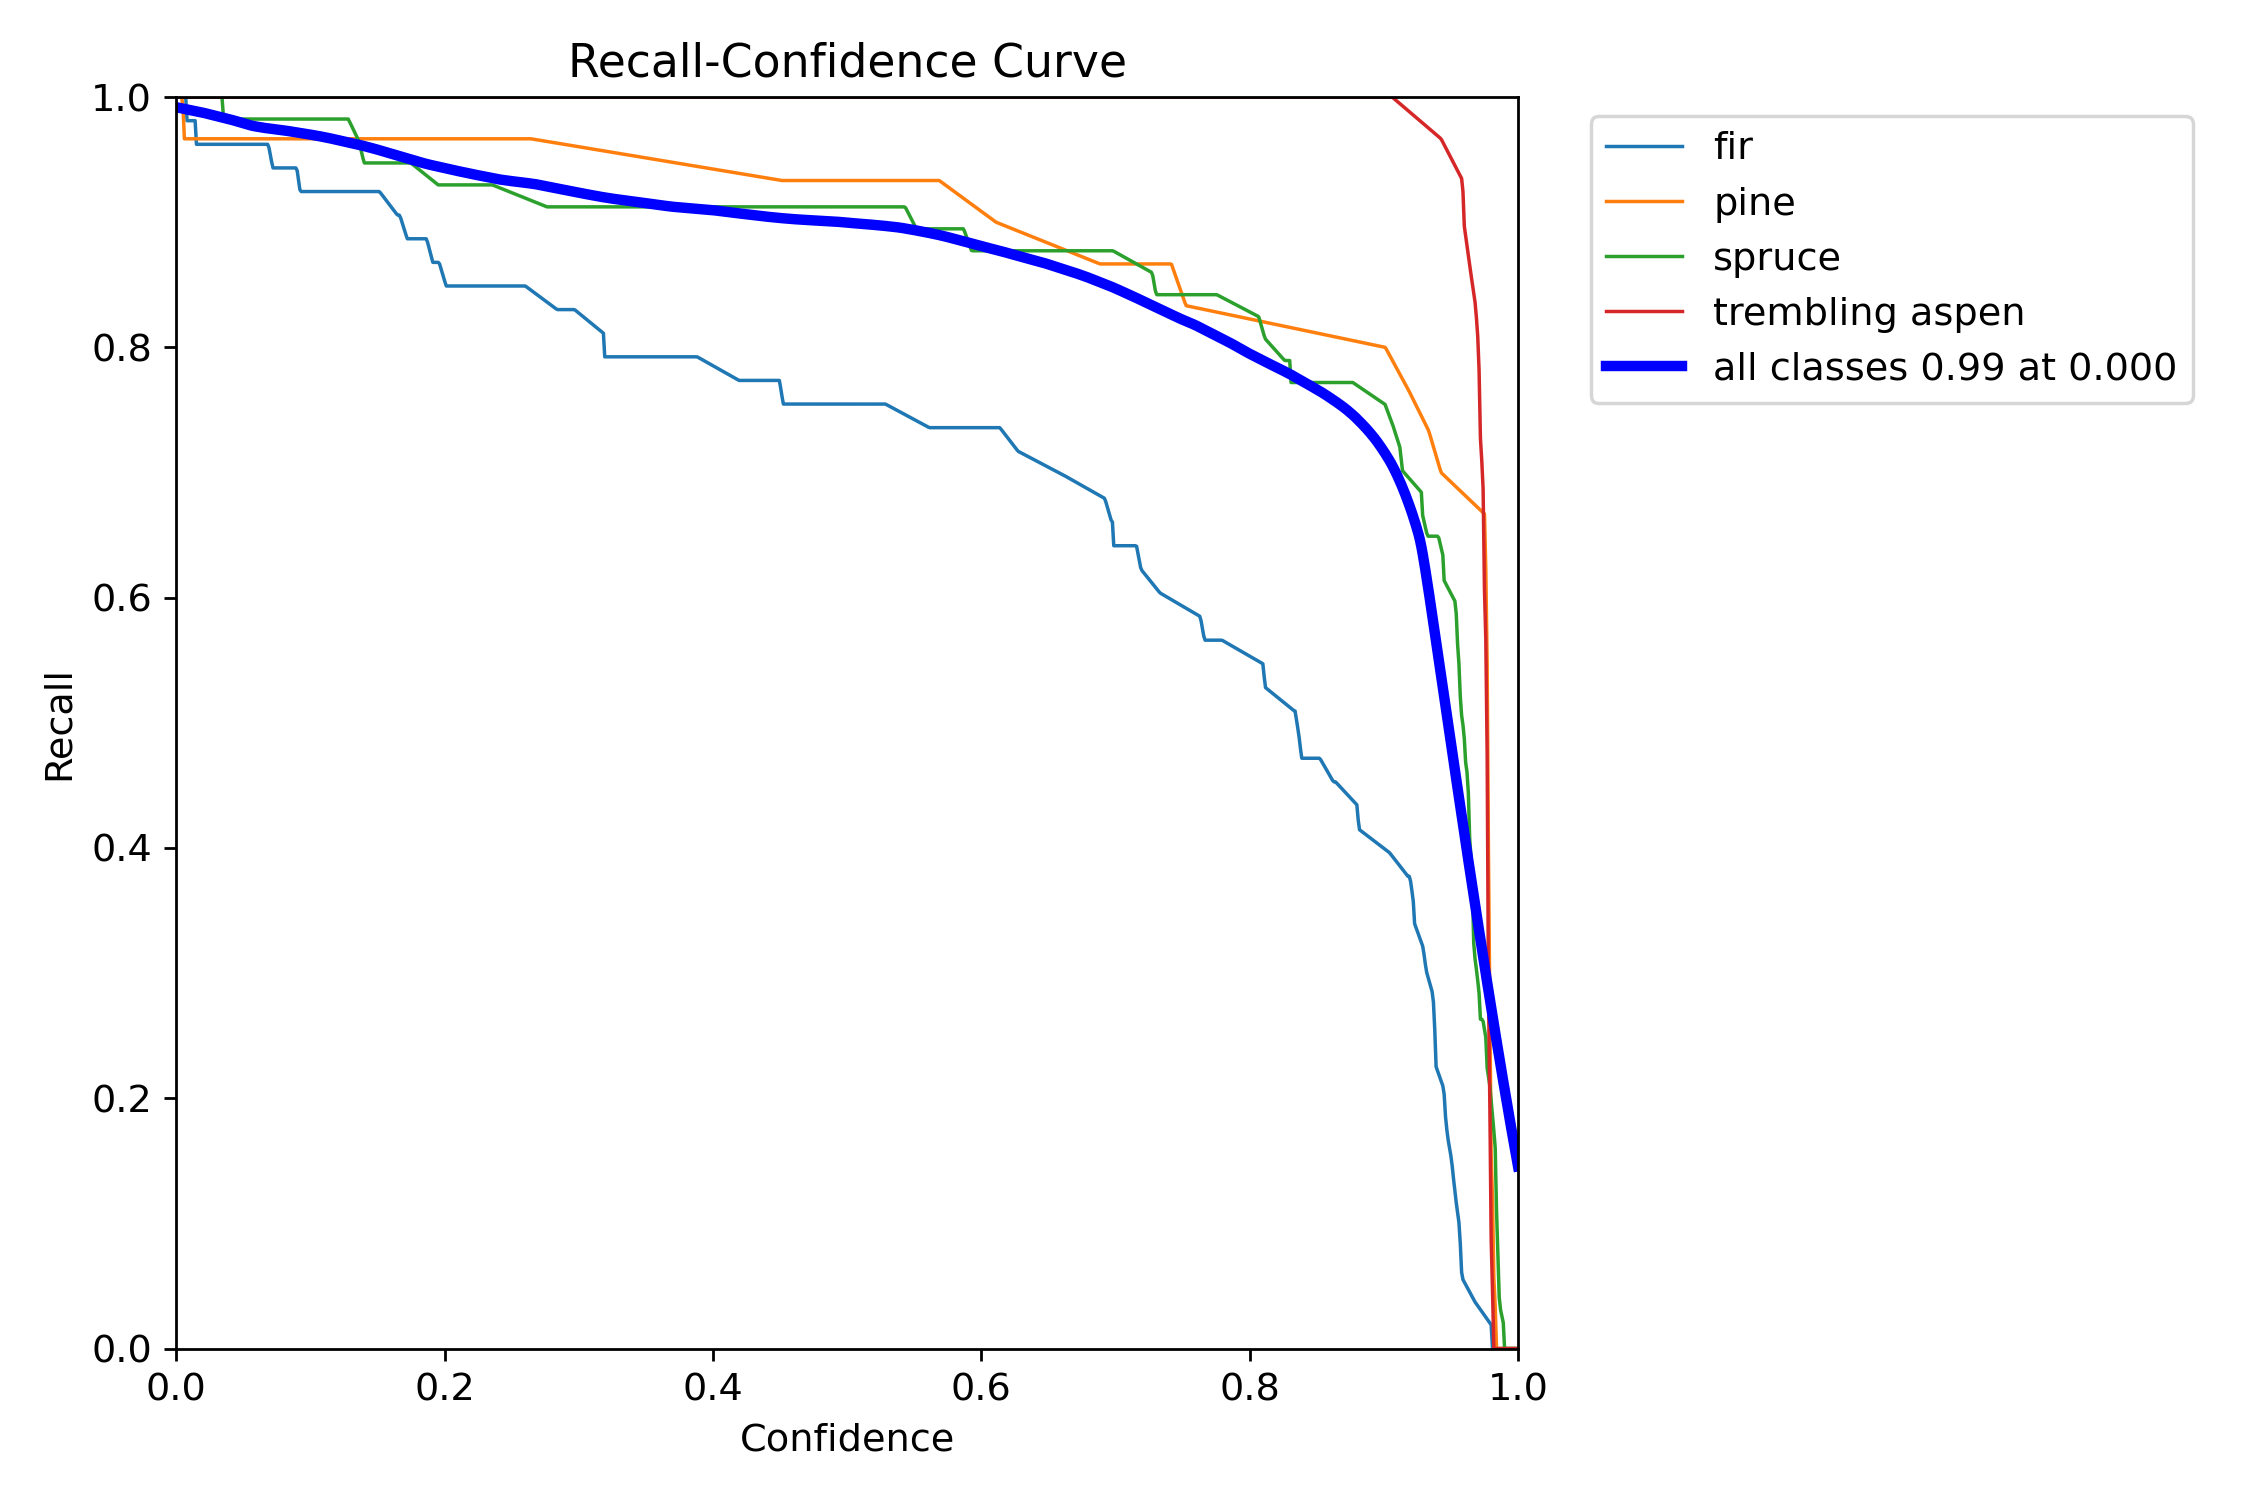 Recall-Confidence Curve
1.0
0.8
0.6
0.4
0.2
0.0
Recall
0.0 0.2 0.4 0.6 0.8 1.0
Confidence
fir
pine
spruce
trembling aspen
all classes 0.99 at 0.000